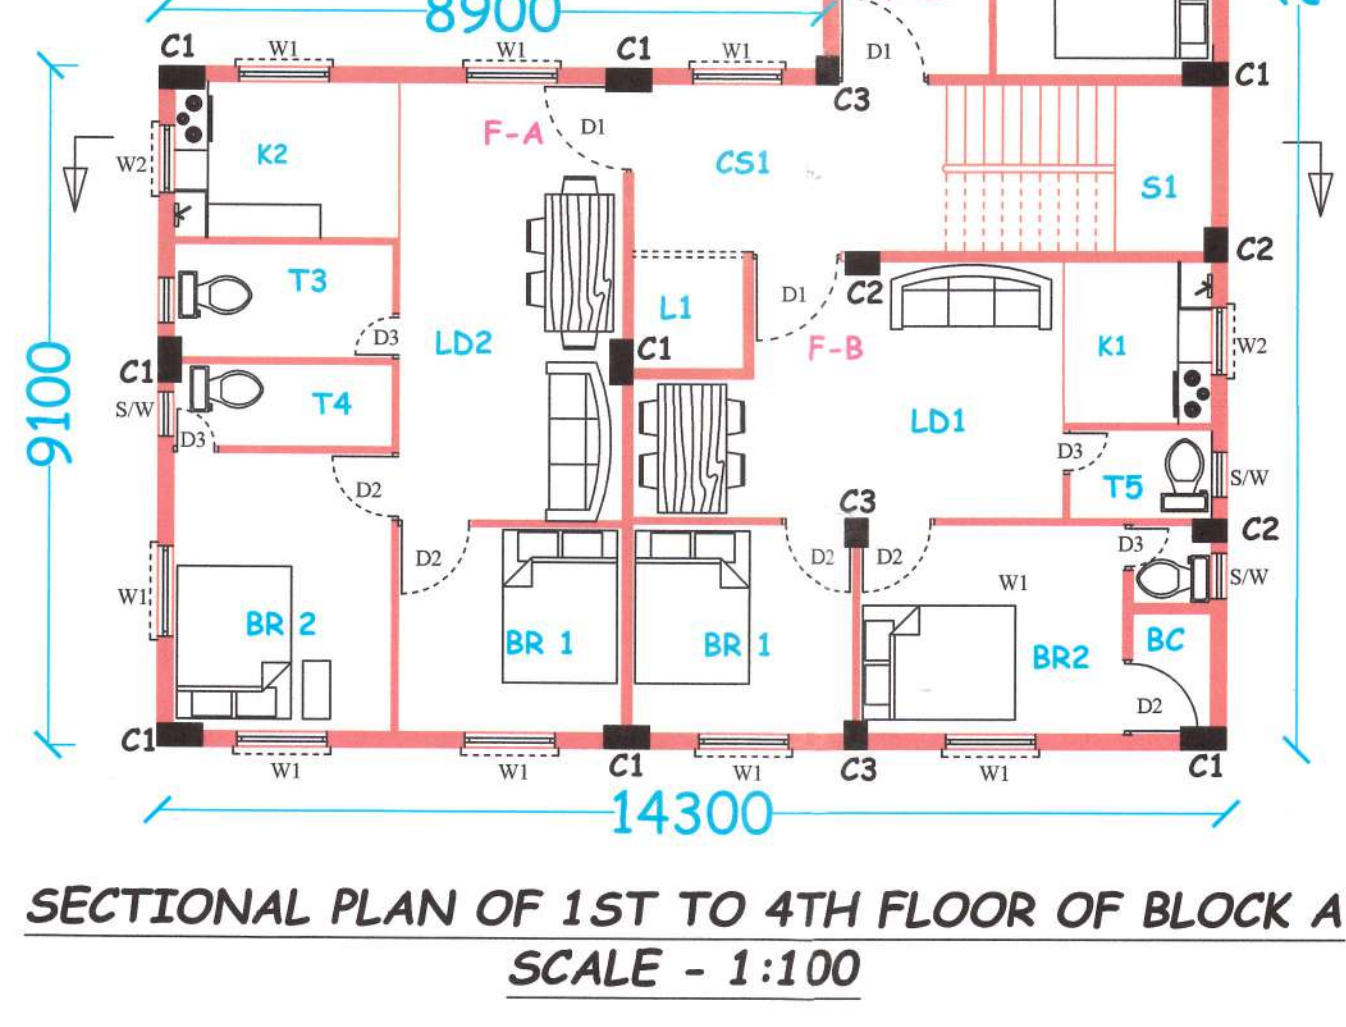 8900
C1
W1
W1
C1
W1
D1
C3
C1
F-A
D1
K2
W2
CS1
S1
C2
T3
L1
D1
C2
D3
LD2
C1
F-B
K1
W2
C1
S/W
T4
D3
LD1
D3
T5
S/W
9100
D2
C3
C2
D2
D2
D2
D3
S/W
W1
W1
BR 2
BR 1
BR 1
BR2
BC
D2
C1
W1
W1
C1
W1
C3
W1
C1
14300
SECTIONAL PLAN OF 1ST TO 4TH FLOOR OF BLOCK A
SCALE - 1:100